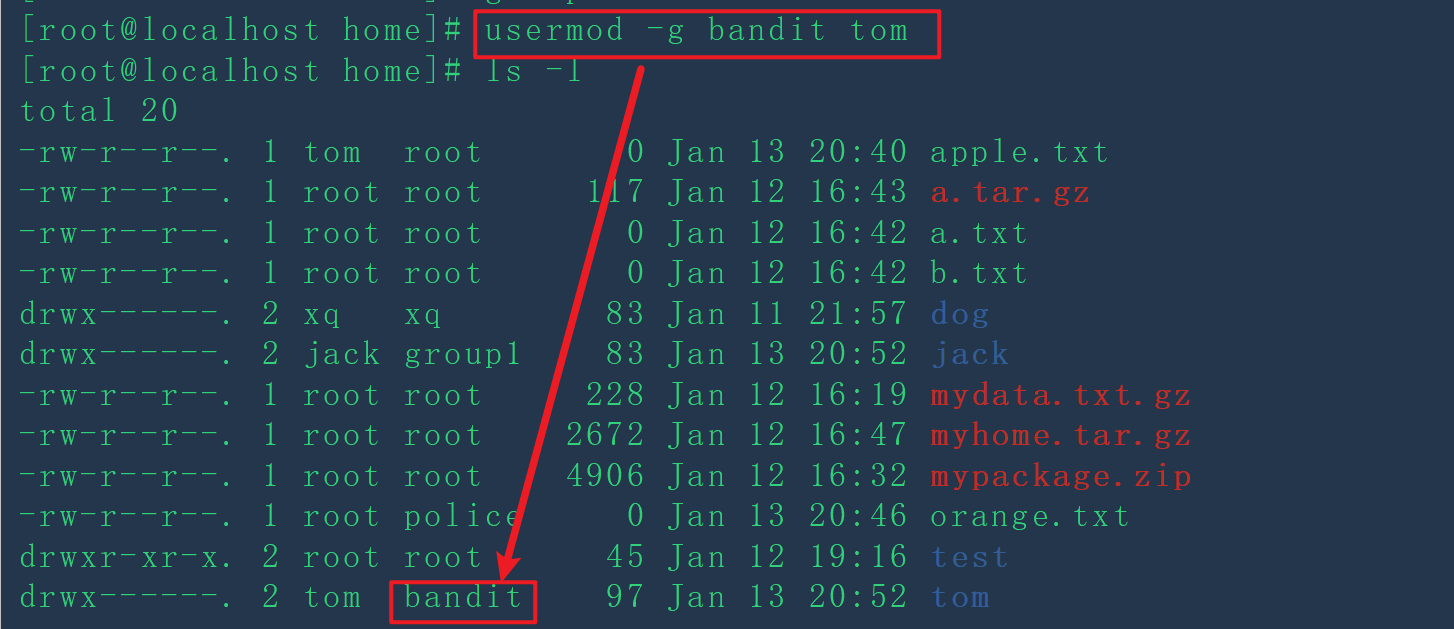 [root@localhost home]# usermod -g bandit tom
[root@localhost home]# ls -l
total 20
-rw-r--r--. 1 tom  root      0 Jan 13 20:40 apple.txt
-rw-r--r--. 1 root root    117 Jan 12 16:43 a.tar.gz
-rw-r--r--. 1 root root      0 Jan 12 16:42 a.txt
-rw-r--r--. 1 root root      0 Jan 12 16:42 b.txt
drwx------. 2 xq   xq       83 Jan 11 21:57 dog
drwx------. 2 jack group1   83 Jan 13 20:52 jack
-rw-r--r--. 1 root root    228 Jan 12 16:19 mydata.txt.gz
-rw-r--r--. 1 root root   2672 Jan 12 16:47 myhome.tar.gz
-rw-r--r--. 1 root root   4906 Jan 12 16:32 mypackage.zip
-rw-r--r--. 1 root police    0 Jan 13 20:46 orange.txt
drwxr-xr-x. 2 root root     45 Jan 12 19:16 test
drwx------. 2 tom  bandit   97 Jan 13 20:52 tom